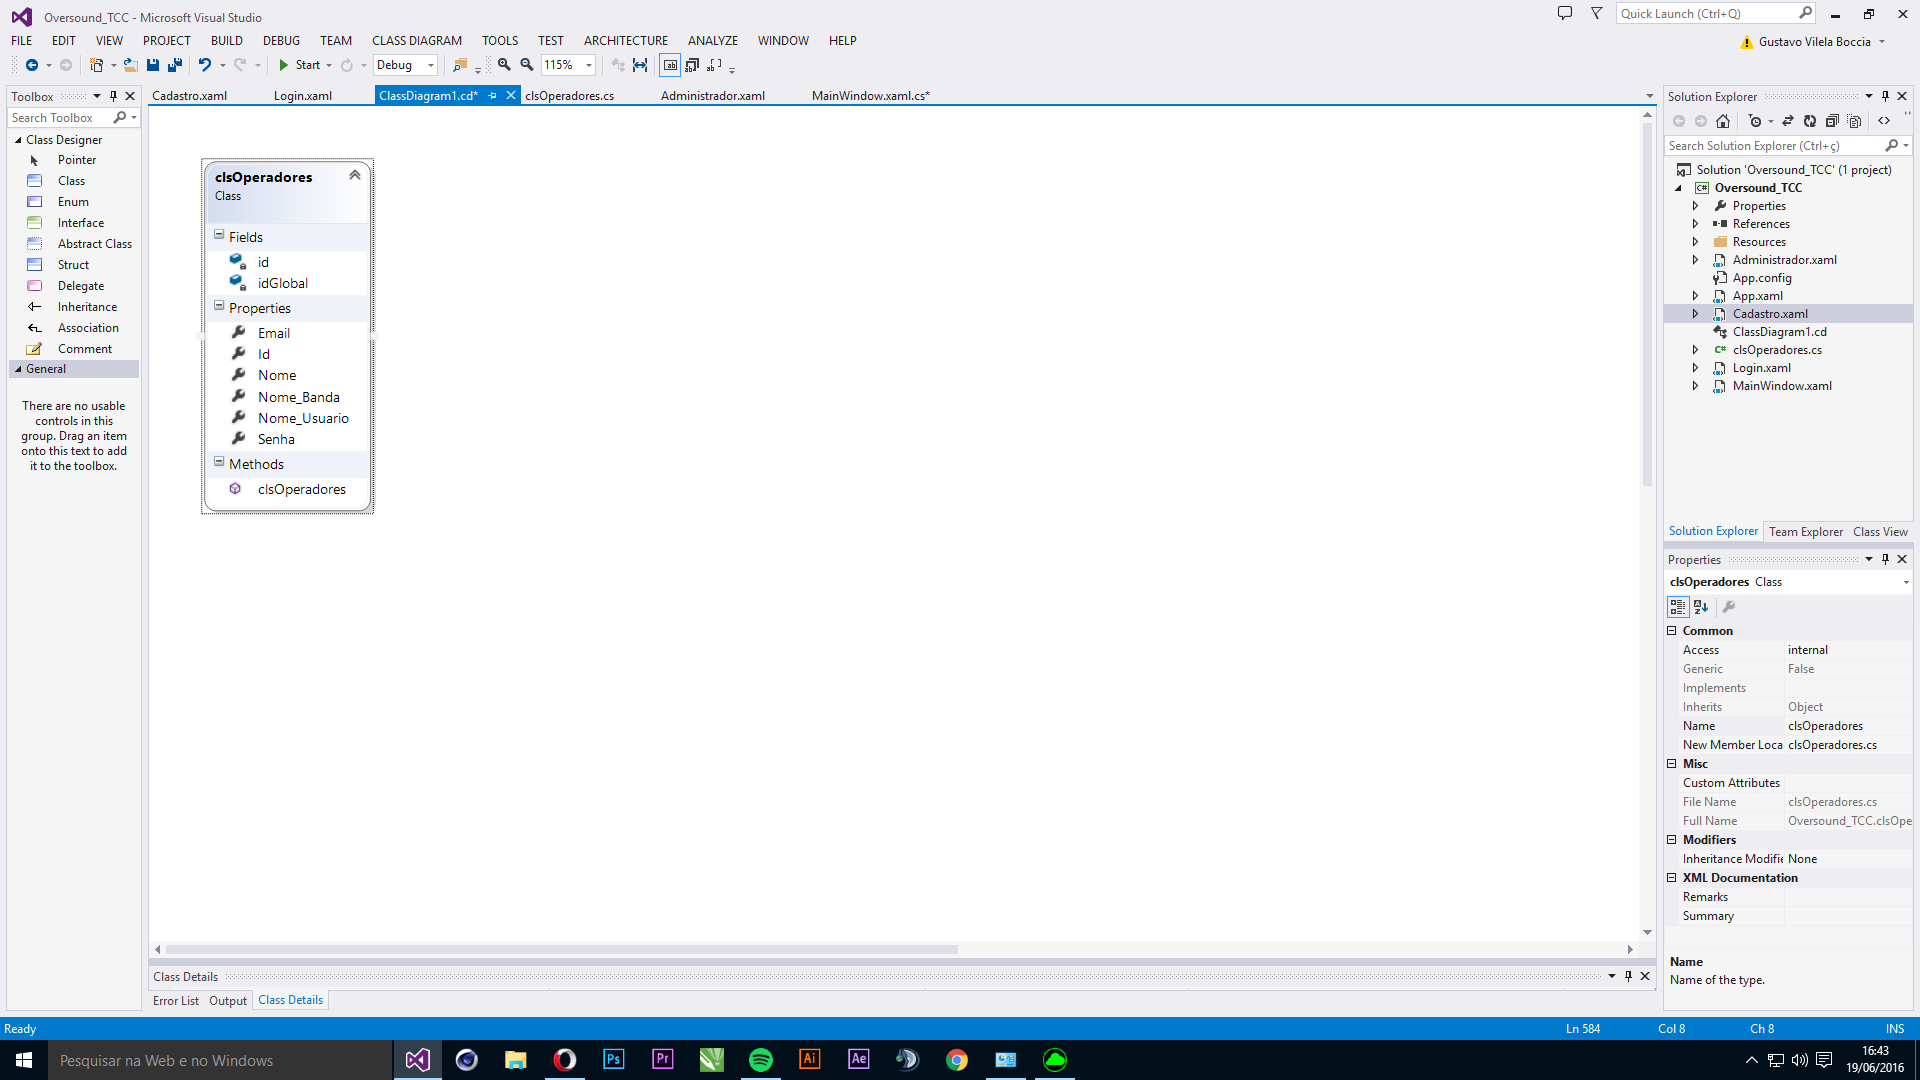 Oversound_TCC - Microsoft Visual Studio
Quick Launch (Ctrl+Q)
FILE EDIT VIEW PROJECT BUILD DEBUG TEAM CLASS DIAGRAM TOOLS TEST ARCHITECTURE ANALYZE WINDOW HELP
Gustavo Vilela Boccia
Start
Debug
115%
Toolbox
Search Toolbox
Class Designer
Pointer
Class
Enum
Interface
Abstract Class
Struct
Delegate
Inheritance
Association
Comment
General
There are no usable
controls in this
group. Drag an item
onto this text to add
it to the toolbox.
Cadastro.xaml Login.xaml ClassDiagram1.cd* clsOperadores.cs Administrador.xaml MainWindow.xaml.cs*
clsOperadores
Class
Fields
id
idGlobal
Properties
Email
Id
Nome
Nome_Banda
Nome_Usuario
Senha
Methods
clsOperadores
Class Details
Error List Output Class Details
Solution Explorer
Search Solution Explorer (Ctrl+ç)
Solution 'Oversound_TCC' (1 project)
C# Oversound_TCC
Properties
References
Resources
Administrador.xaml
App.config
App.xaml
Cadastro.xaml
ClassDiagram1.cd
C# clsOperadores.cs
Login.xaml
MainWindow.xaml
Solution Explorer Team Explorer Class View
Properties
clsOperadores Class
Common
Access internal
Generic False
Implements
Inherits Object
Name clsOperadores
New Member Loca clsOperadores.cs
Misc
Custom Attributes
File Name clsOperadores.cs
Full Name Oversound_TCC.clsOpe
Modifiers
Inheritance Modifie None
XML Documentation
Remarks
Summary
Name
Name of the type.
Ready
Ln 584 Col 8 Ch 8 INS
Pesquisar na Web e no Windows
Ps Pr Ai Ae
16:43
19/06/2016